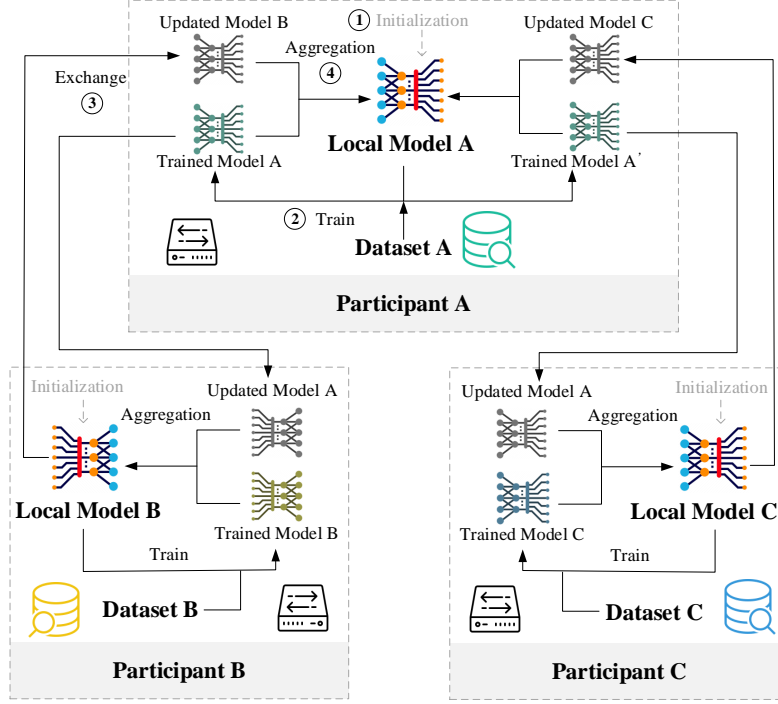 Updated Model B
① Initialization
Updated Model C
Aggregation
④
Exchange
③
Local Model A
Trained Model A
Trained Model A’
② Train
Dataset A
Participant A
Initialization
Updated Model A
Aggregation
Local Model B
Trained Model B
Train
Dataset B
Participant B
Updated Model A
Initialization
Aggregation
Local Model C
Trained Model C
Train
Dataset C
Participant C